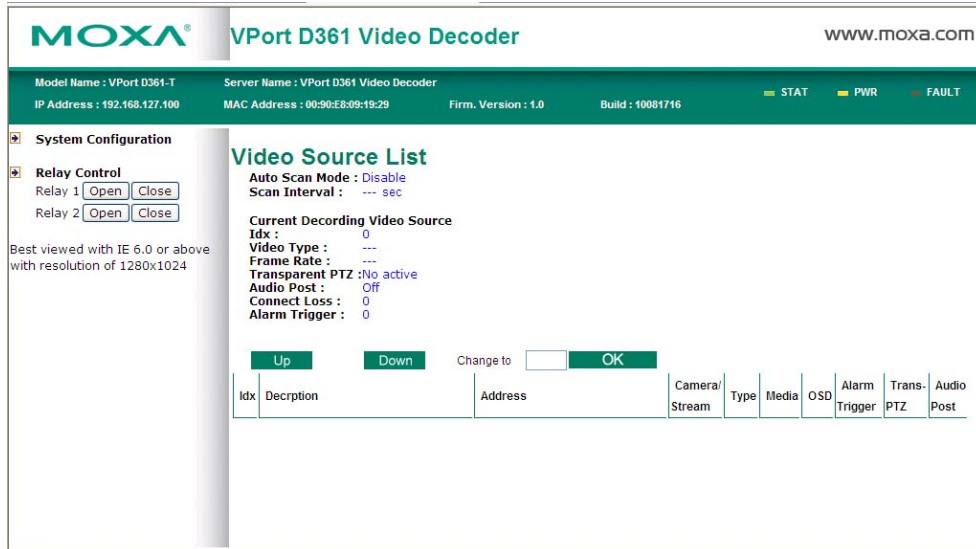 MOXA®
VPort D361 Video Decoder
www.moxa.com
Model Name : VPort D361-T
Server Name : VPort D361 Video Decoder
IP Address : 192.168.127.100
MAC Address : 00:90:E8:09:19:29
Firm. Version : 1.0
Build : 10081716
STAT
PWR
FAULT
System Configuration
Relay Control
Relay 1 Open Close
Relay 2 Open Close
Best viewed with IE 6.0 or above
with resolution of 1280x1024
Video Source List
Auto Scan Mode : Disable
Scan Interval : --- sec
Current Decording Video Source
Idx : 0
Video Type : ---
Frame Rate : ---
Transparent PTZ :No active
Audio Post : Off
Connect Loss : 0
Alarm Trigger : 0
Up
Down
Change to
OK
Idx
Decrption
Address
Camera/
Stream
Type
Media
OSD
Alarm
Trigger
Trans-
PTZ
Audio
Post